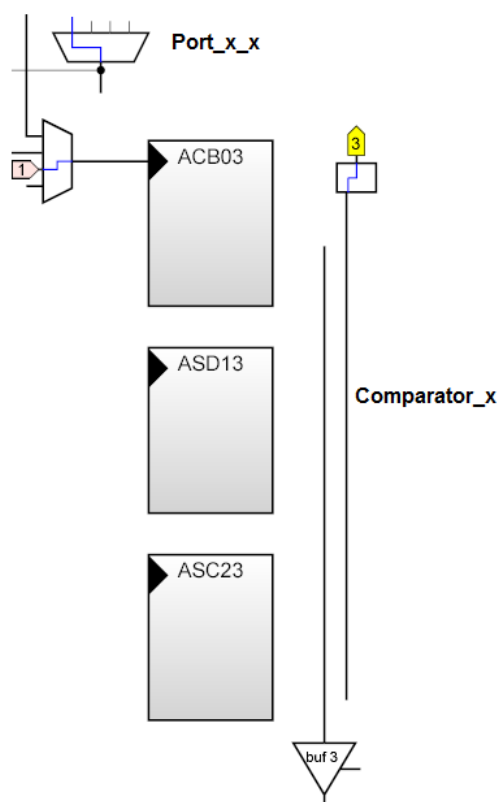 Port_x_x
1
ACB03
3
ASD13
Comparator_x
ASC23
buf 3